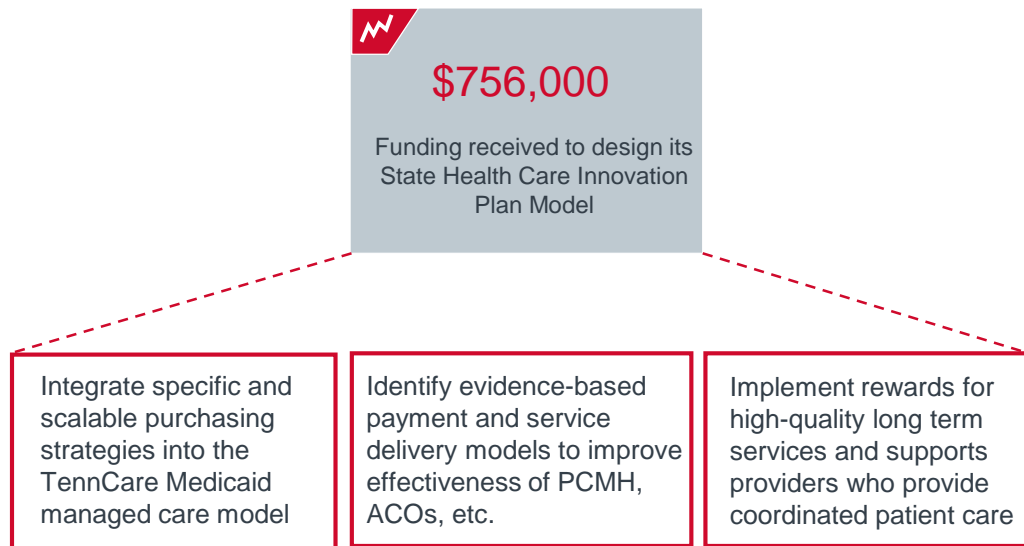 $756,000
Funding received to design its
State Health Care Innovation
Plan Model
Integrate specific and
scalable purchasing
strategies into the
TennCare Medicaid
managed care model
Identify evidence-based
payment and service
delivery models to improve
effectiveness of PCMH,
ACOs, etc.
Implement rewards for
high-quality long term
services and supports
providers who provide
coordinated patient care